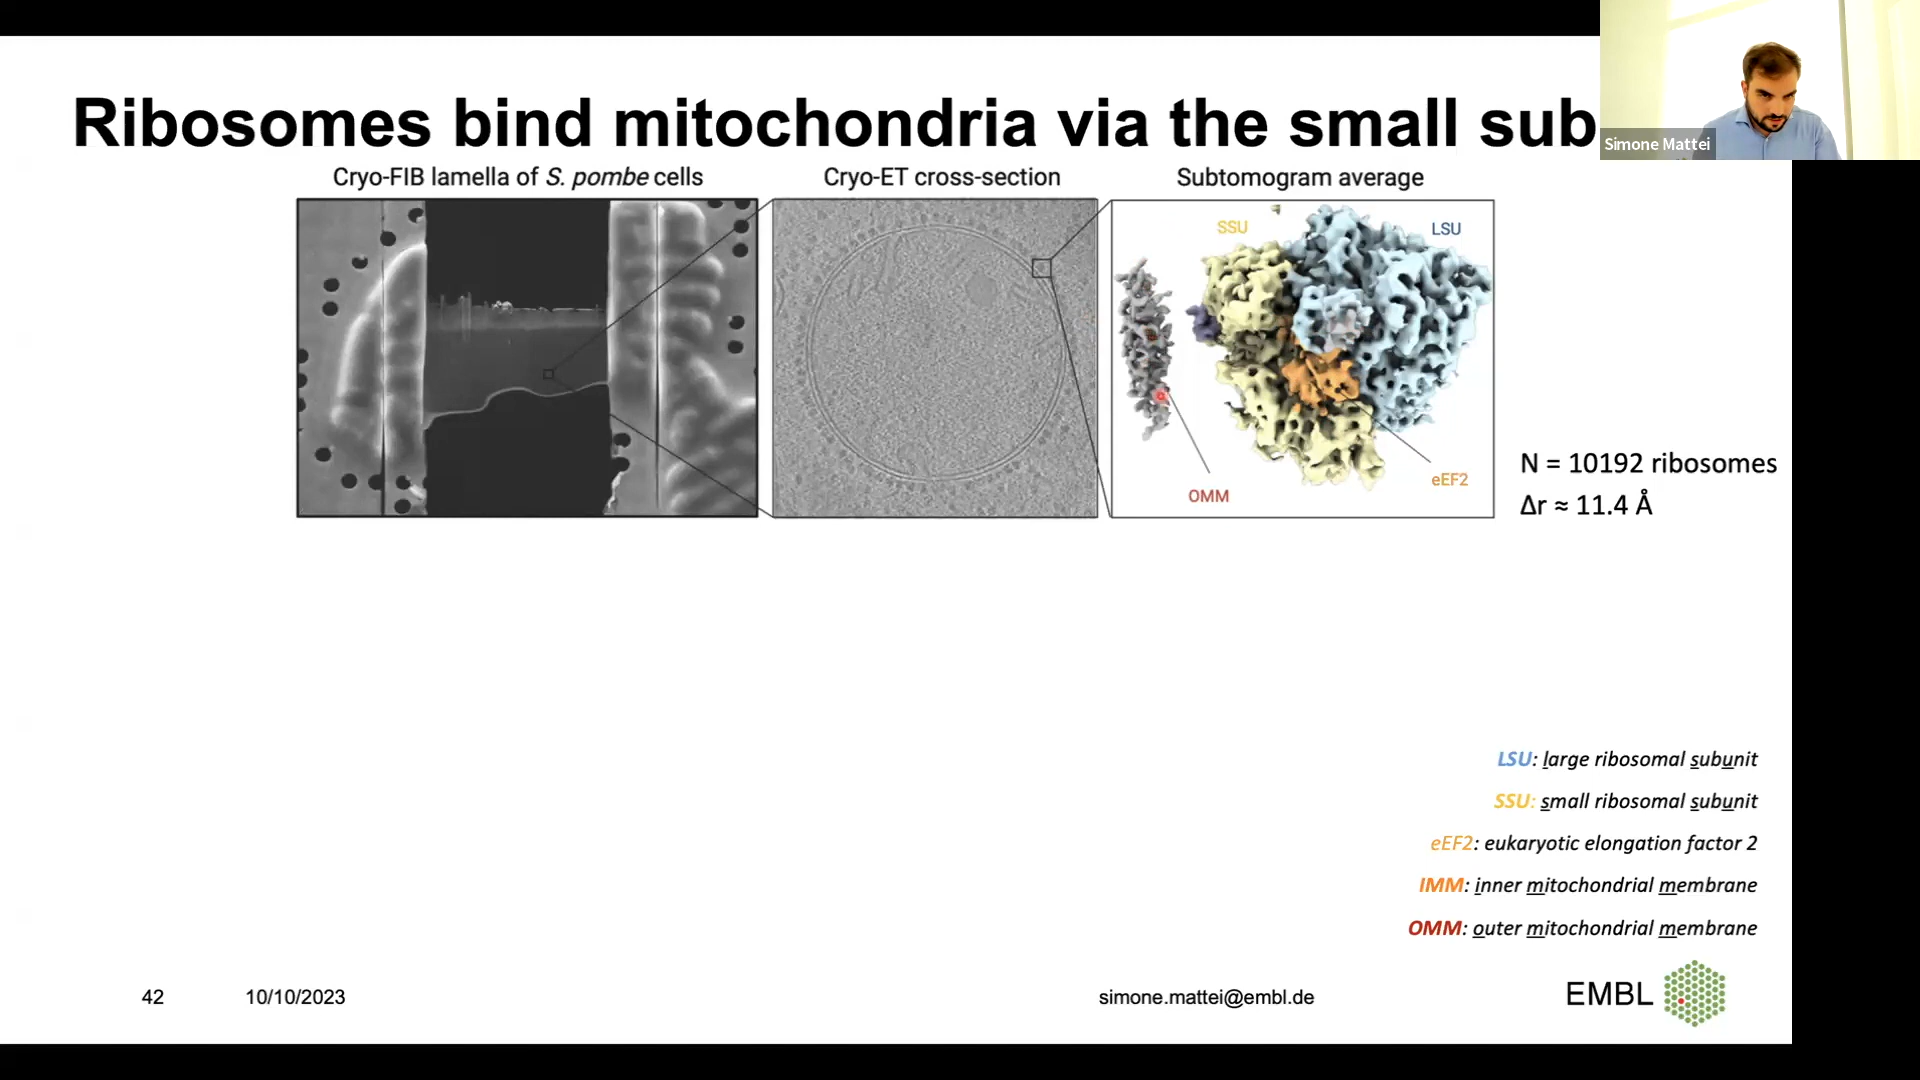 Ribosomes bind mitochondria via the small sub
Simone Mattei
Cryo-FIB lamella of S. pombe cells
Cryo-ET cross-section
Subtomogram average
SSU
LSU
OMM
eEF2
N = 10192 ribosomes
Δr ≈ 11.4 Å
LSU: large ribosomal subunit
SSU: small ribosomal subunit
eEF2: eukaryotic elongation factor 2
IMM: inner mitochondrial membrane
OMM: outer mitochondrial membrane
42
10/10/2023
simone.mattei@embl.de
EMBL